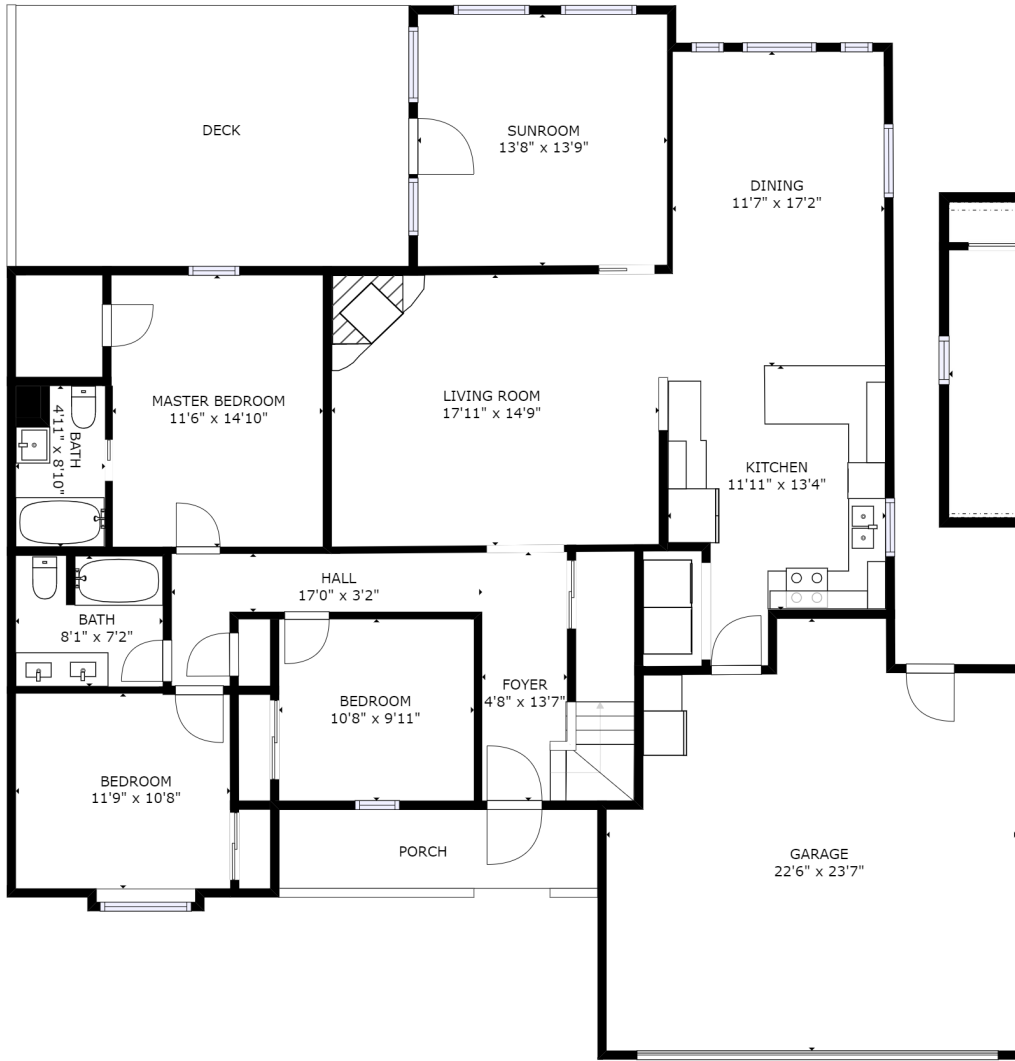 DECK
SUNROOM
13'8" x 13'9"
DINING
11'7" x 17'2"
MASTER BEDROOM
11'6" x 14'10"
LIVING ROOM
17'11" x 14'9"
BATH
4'11" x 8'10"
KITCHEN
11'11" x 13'4"
HALL
17'0" x 3'2"
BATH
8'1" x 7'2"
BEDROOM
10'8" x 9'11"
FOYER
4'8" x 13'7"
BEDROOM
11'9" x 10'8"
PORCH
GARAGE
22'6" x 23'7"